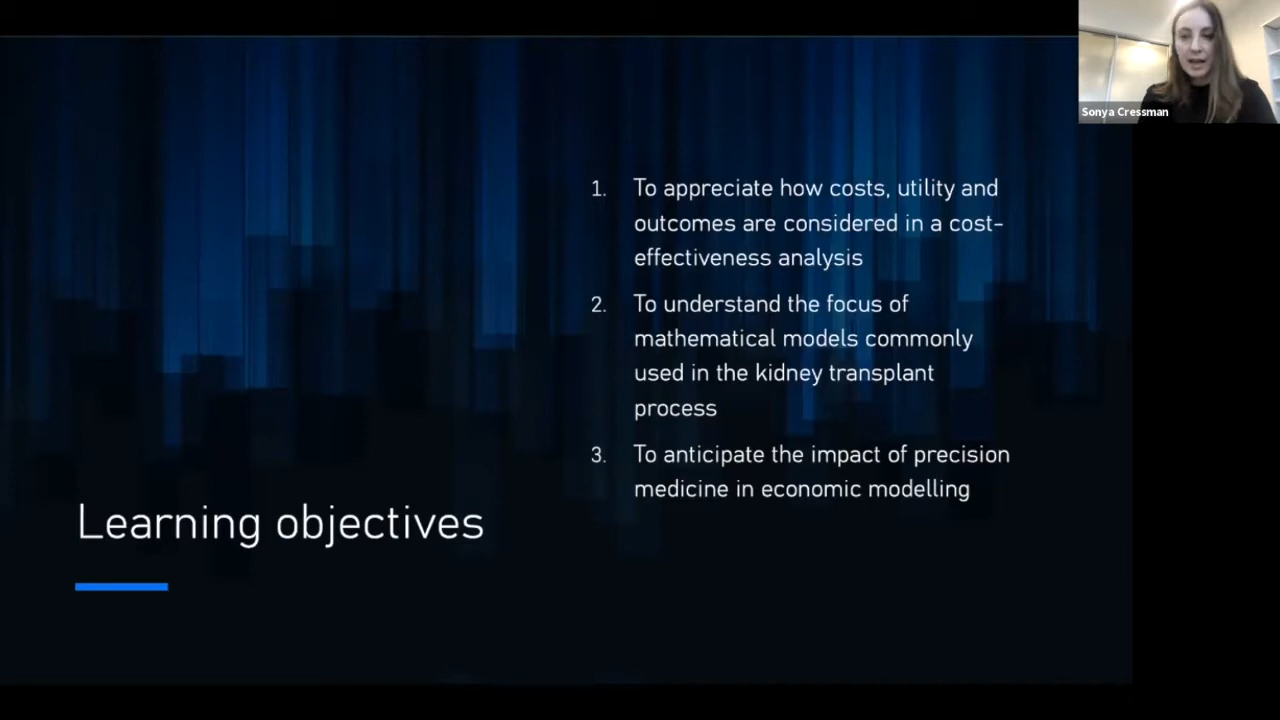 Sonya Cressman
1. To appreciate how costs, utility and
outcomes are considered in a cost-
effectiveness analysis
2. To understand the focus of
mathematical models commonly
used in the kidney transplant
process
3. To anticipate the impact of precision
medicine in economic modelling
Learning objectives